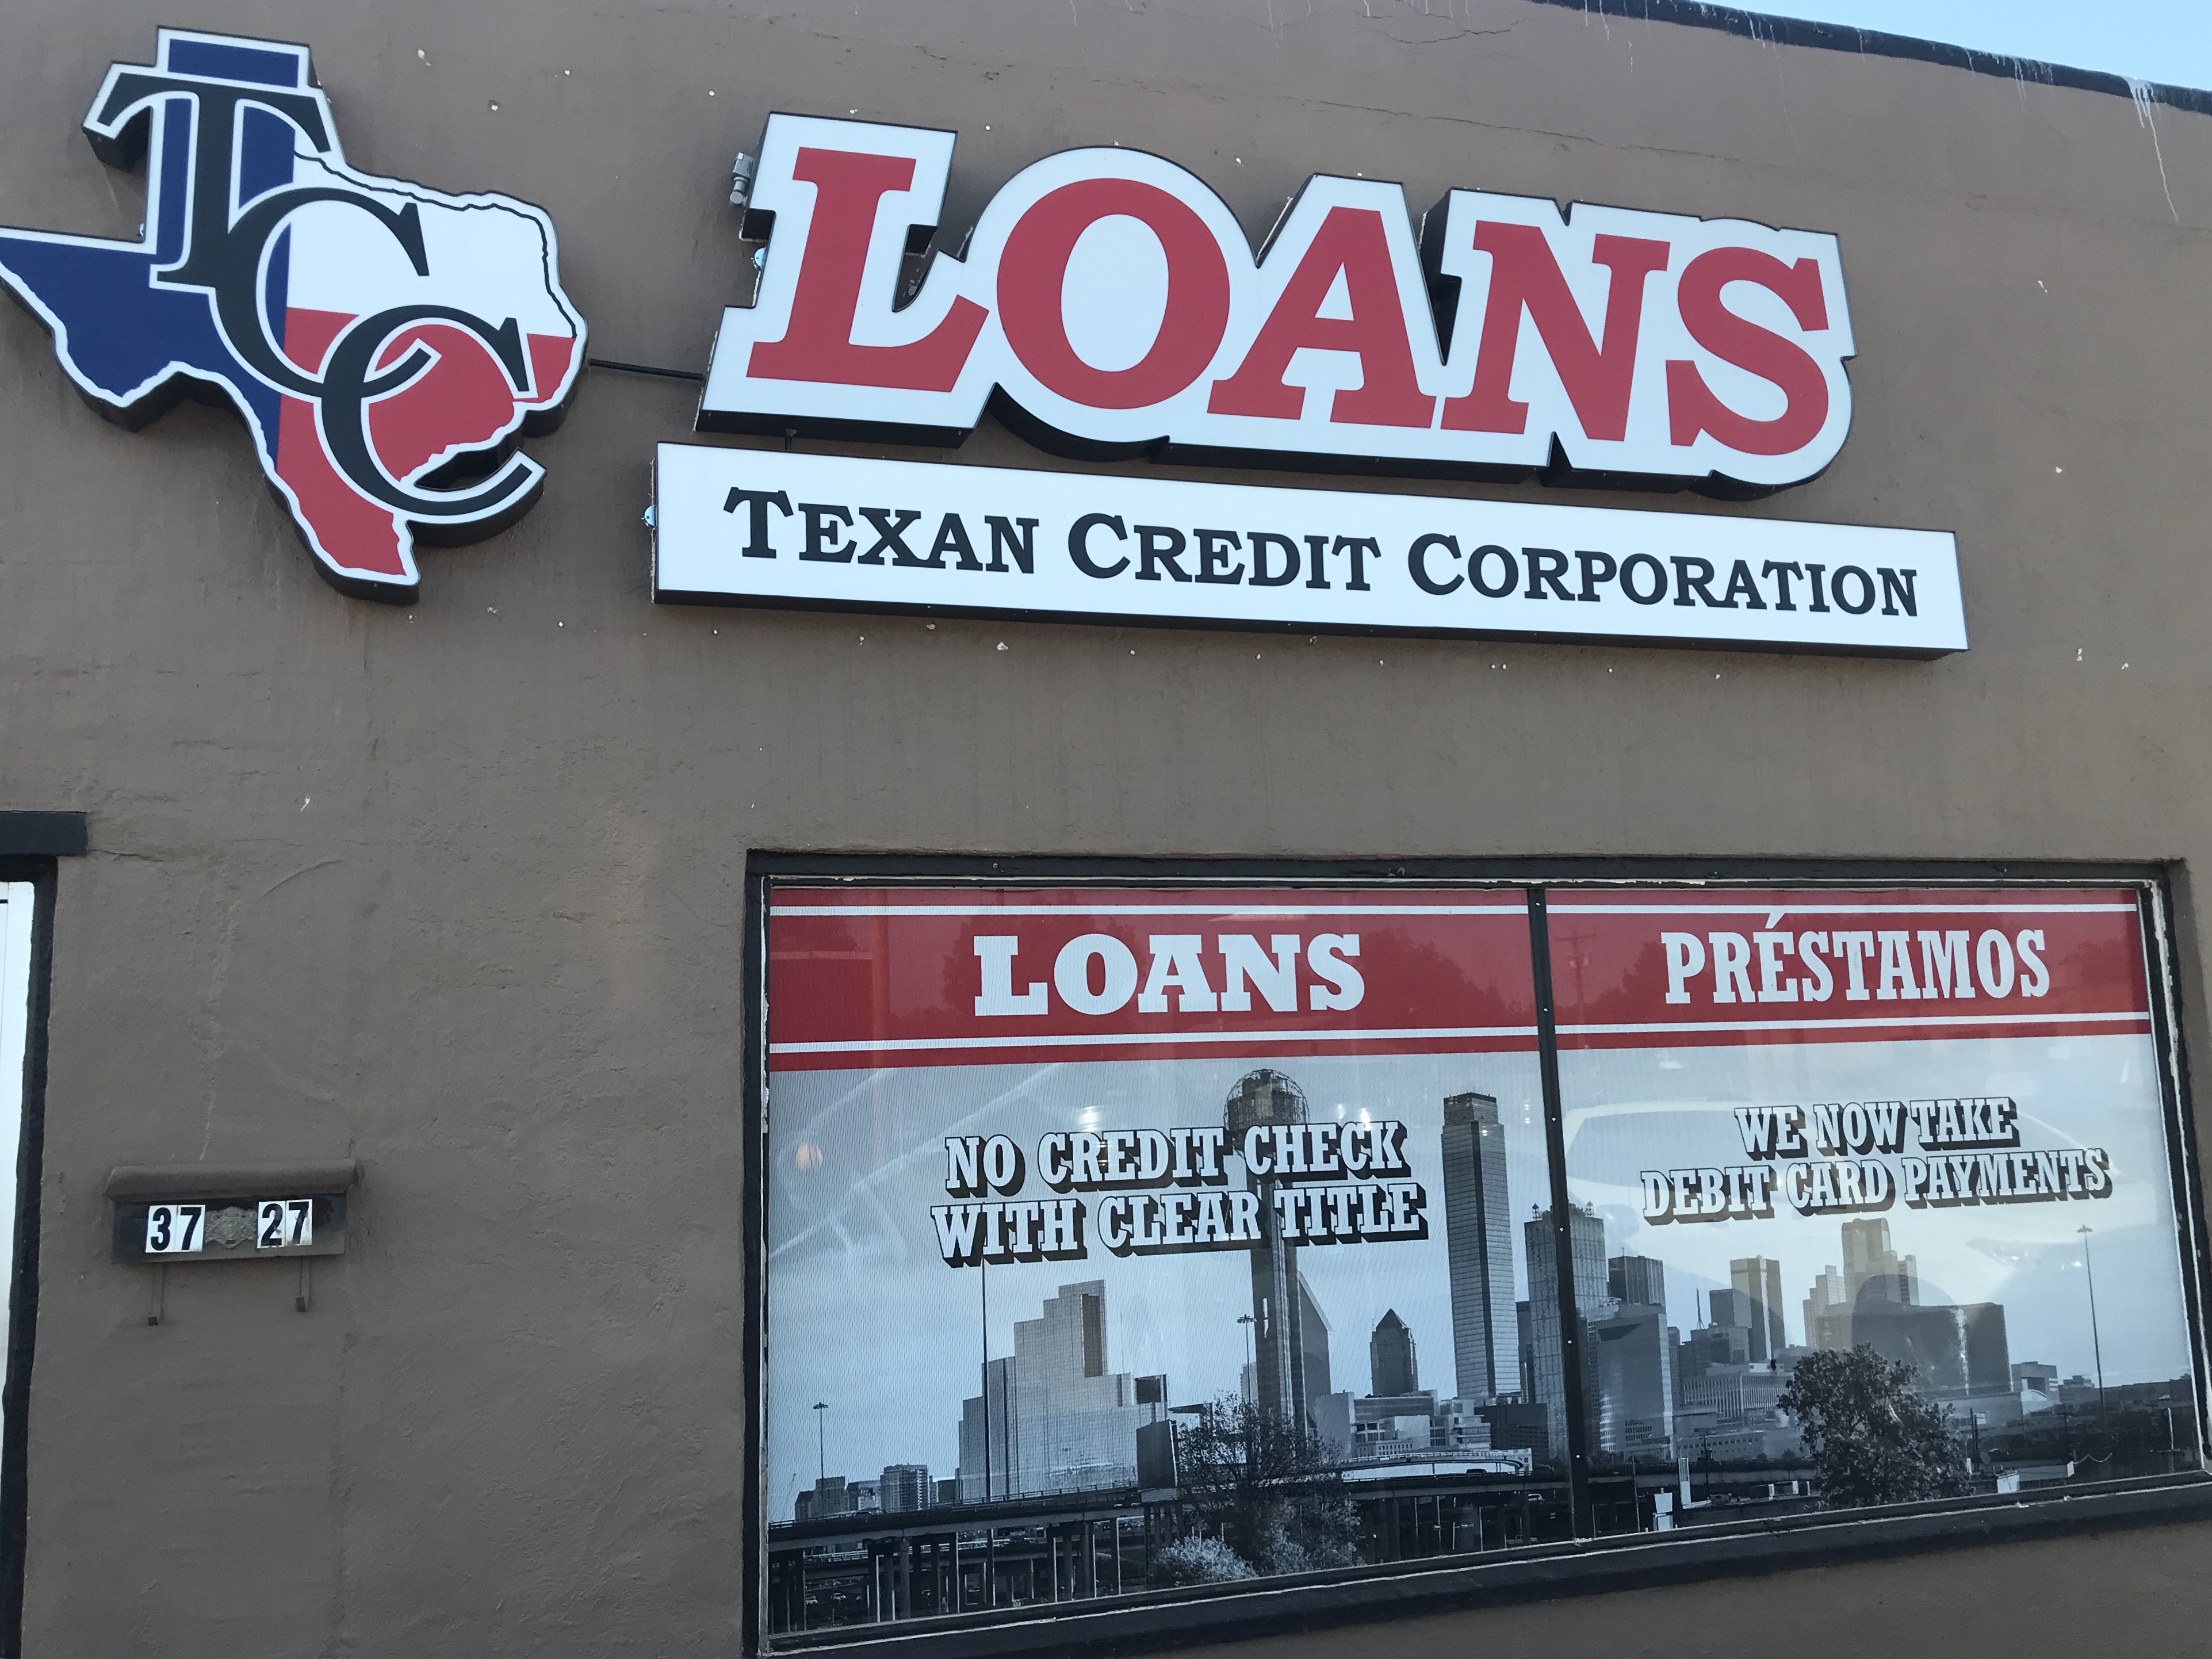 TCC
LOANS
TEXAN CREDIT CORPORATION
LOANS
PRÉSTAMOS
NO CREDIT CHECK
WITH CLEAR TITLE
WE NOW TAKE
DEBIT CARD PAYMENTS
37 27